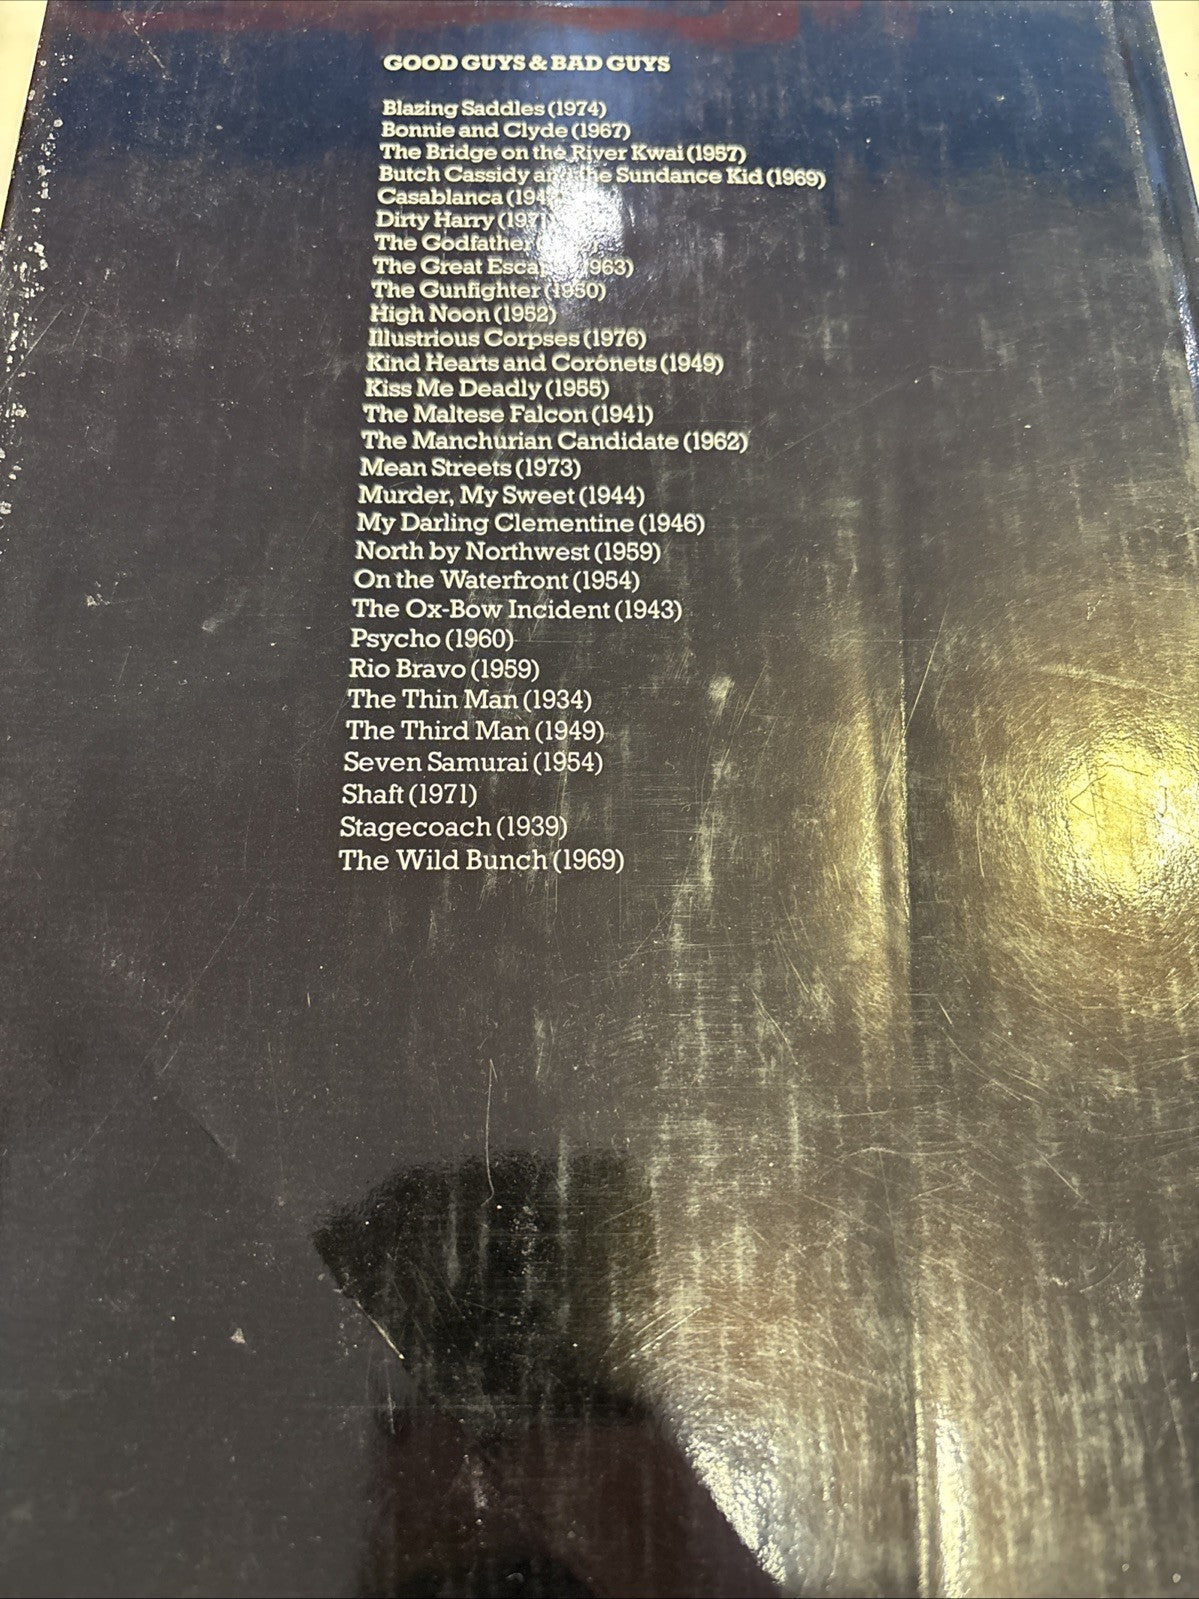 GOOD GUYS & BAD GUYS
Blazing Saddles (1974)
Bonnie and Clyde (1967)
The Bridge on the River Kwai (1957)
Butch Cassidy and the Sundance Kid (1969)
Casablanca
Dirty Harry (1971)
The Godfather
The Great Escape (1963)
The Gunfighter (1950)
High Noon (1952)
Illustrious Corpses (1976)
Kind Hearts and Coronets (1949)
Kiss Me Deadly (1955)
The Maltese Falcon (1941)
The Manchurian Candidate (1962)
Mean Streets (1973)
Murder, My Sweet (1944)
My Darling Clementine (1946)
North by Northwest (1959)
On the Waterfront (1954)
The Ox-Bow Incident (1943)
Psycho (1960)
Rio Bravo (1959)
The Thin Man (1934)
The Third Man (1949)
Seven Samurai (1954)
Shaft (1971)
Stagecoach (1939)
The Wild Bunch (1969)